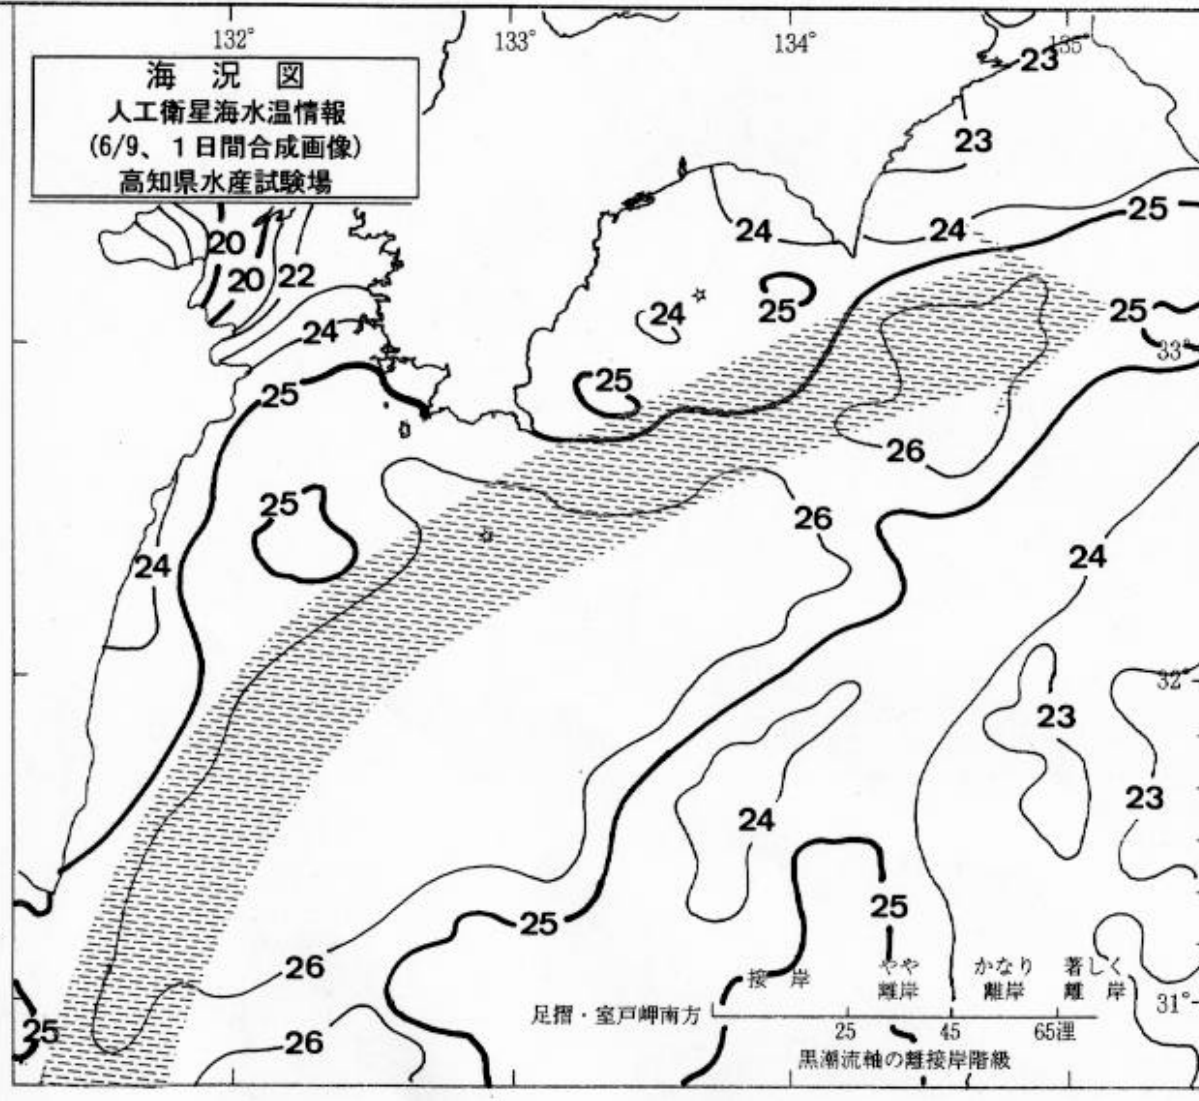 132°
133°
134°
135°
海況図
人工衛星海水温情報
(6/9、1日間合成画像)
高知県水産試験場
23
23
25
24
24
20
20
22
25
24
25
24
33°
25
25
26
25
26
24
24
32°
23
23
24
25
25
26
接岸
やや
離岸
かなり
離岸
著しく
離岸
31°
足摺・室戸岬南方
25
45
65浬
25
26
黒潮流軸の離接岸階級